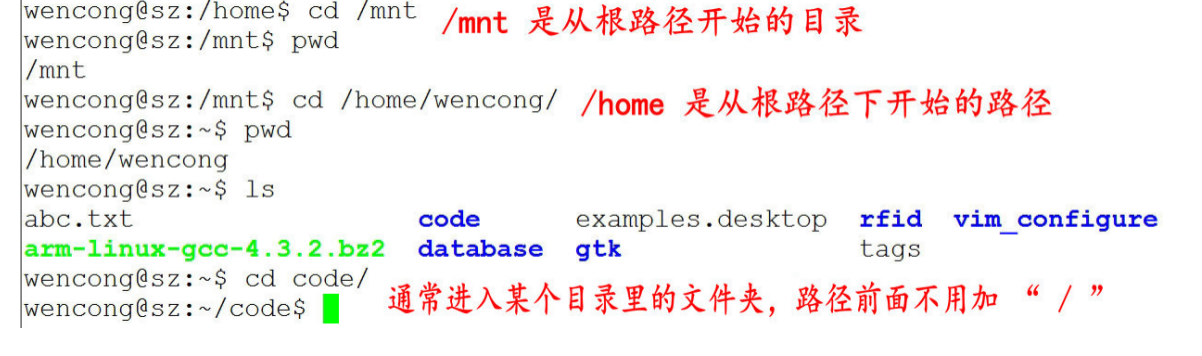 wencong@sz:/home$ cd /mnt /mnt 是从根路径开始的目录
wencong@sz:/mnt$ pwd
/mnt
wencong@sz:/mnt$ cd /home/wencong/ /home 是从根路径下开始的路径
wencong@sz:~$ pwd
/home/wencong
wencong@sz:~$ ls
abc.txt code examples.desktop rfid vim_configure
arm-linux-gcc-4.3.2.bz2 database gtk tags
wencong@sz:~$ cd code/
wencong@sz:~/code$ 通常进入某个目录里的文件夹，路径前面不用加 “ / ”